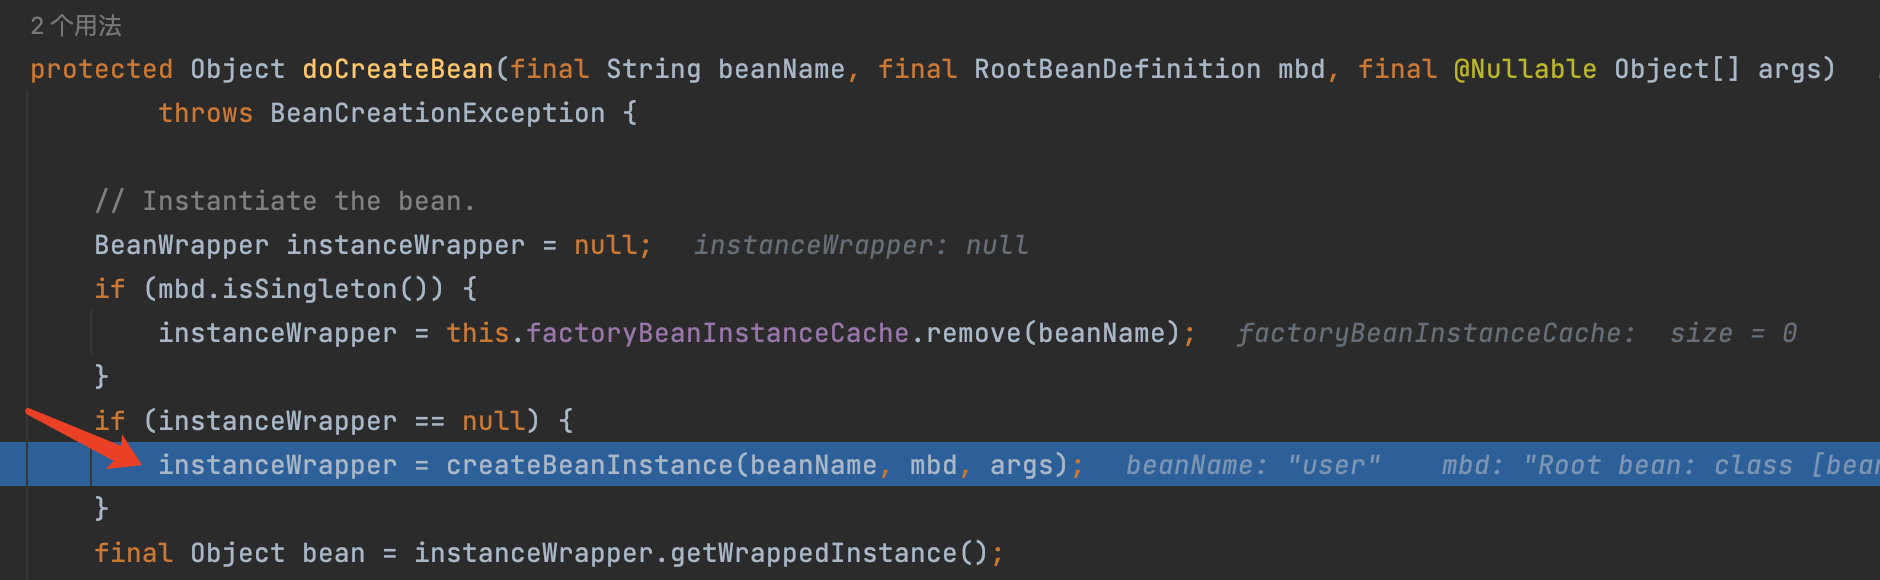 2 个用法
protected Object doCreateBean(final String beanName, final RootBeanDefinition mbd, final @Nullable Object[] args)
throws BeanCreationException {
// Instantiate the bean.
BeanWrapper instanceWrapper = null; instanceWrapper: null
if (mbd.isSingleton()) {
instanceWrapper = this.factoryBeanInstanceCache.remove(beanName); factoryBeanInstanceCache: size = 0
}
if (instanceWrapper == null) {
instanceWrapper = createBeanInstance(beanName, mbd, args); beanName: "user" mbd: "Root bean: class [bean
}
final Object bean = instanceWrapper.getWrappedInstance();